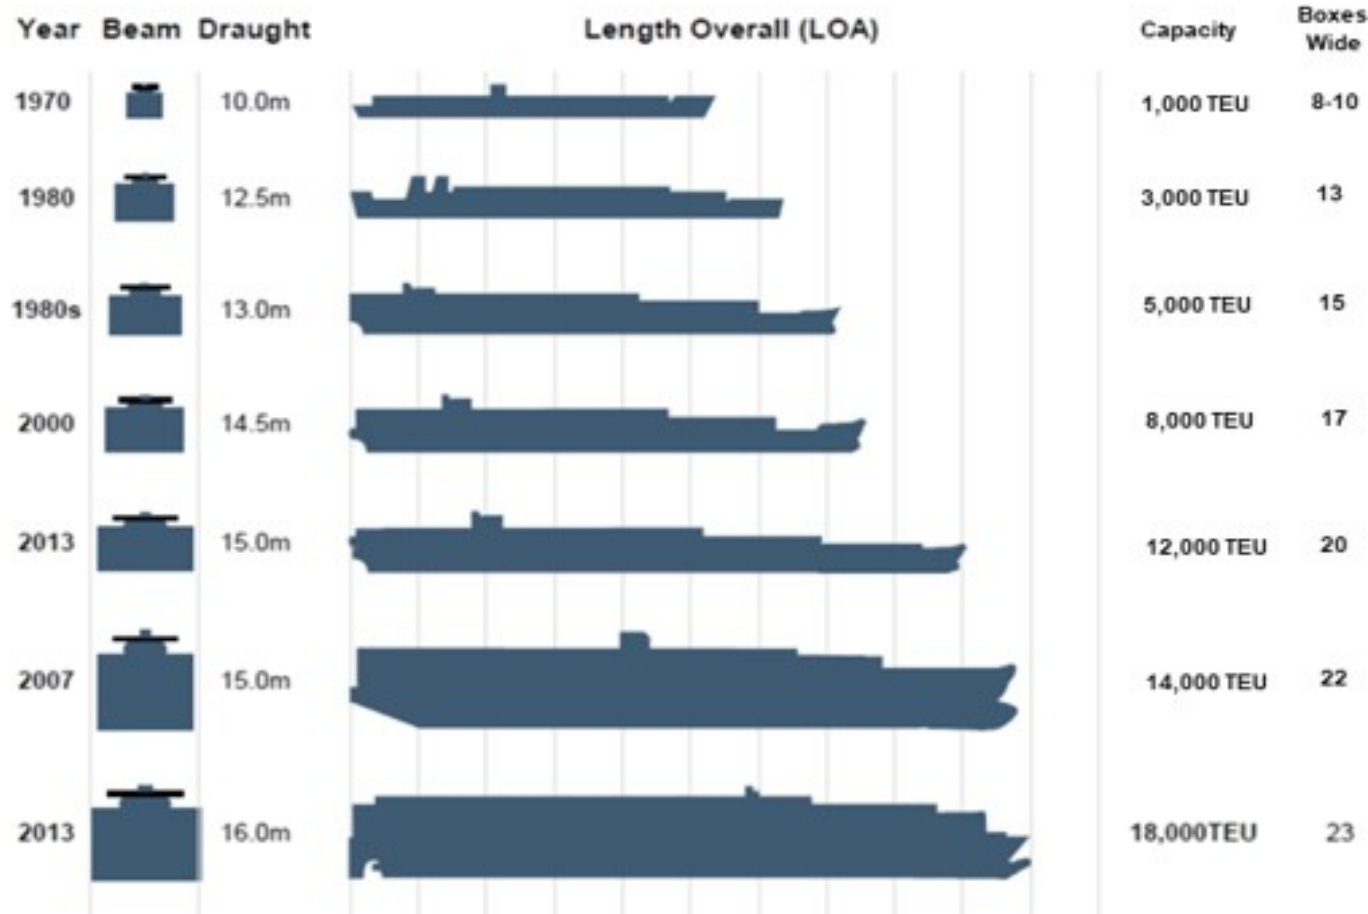 Year Beam Draught Length Overall (LOA) Capacity Boxes
Wide
1970 10.0m 1,000 TEU 8-10
1980 12.5m 3,000 TEU 13
1980s 13.0m 5,000 TEU 15
2000 14.5m 8,000 TEU 17
2013 15.0m 12,000 TEU 20
2007 15.0m 14,000 TEU 22
2013 16.0m 18,000TEU 23